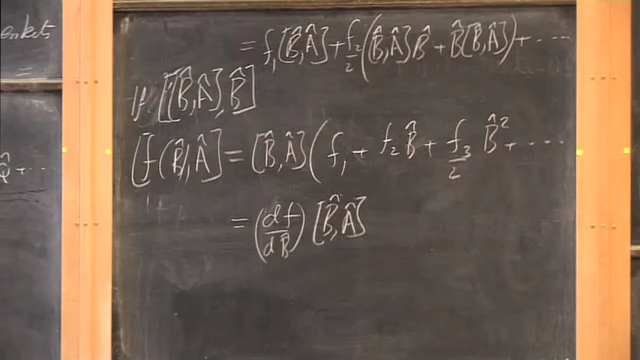 = f₁[B̂,Â] + f₂/2 ([B̂,Â]B̂ + B̂[B̂,Â]) + ....
If [[B̂,Â],B̂]
[f(B̂),Â] = [B̂,Â](f₁ + f₂B̂ + f₃/2 B̂² + ....
= (df/dB̂) [B̂,Â]